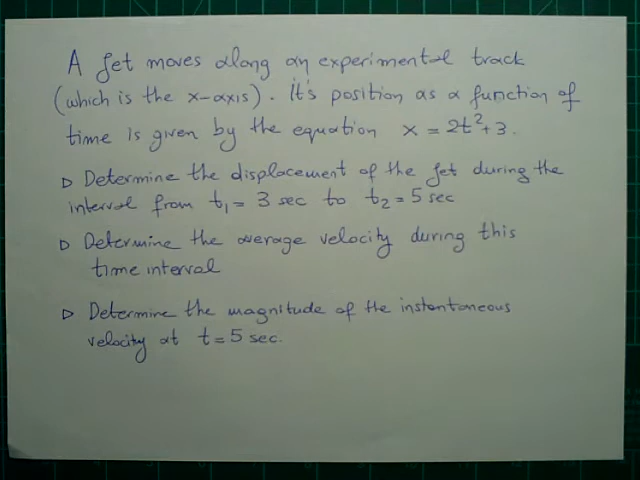 A jet moves along an experimental track
(which is the x-axis). It's position as a function of
time is given by the equation x = 2t²+3.
▷ Determine the displacement of the jet during the
interval from t₁ = 3 sec to t₂ = 5 sec
▷ Determine the average velocity during this
time interval
▷ Determine the magnitude of the instantoneous
velocity at t = 5 sec.